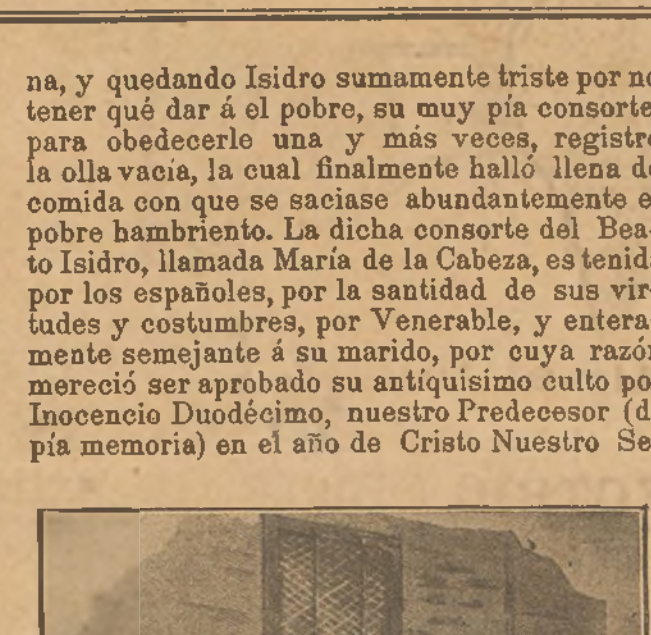 na, y quedando Isidro sumamente triste por no
tener qué dar á el pobre, su muy pía consorte
para obedecerle una y más veces, registr
la olla vacía, la cual finalmente halló llena d
comida con que se saciase abundantemente e
pobre hambriento. La dicha consorte del Bea-
to Isidro, llamada María de la Cabeza, es tenid
por los españoles, por la santidad de sus vir-
tudes y costumbres, por Venerable, y entera-
mente semejante á su marido, por cuya razón
mereció ser aprobado su antíquisimo culto po
Inocencio Duodécimo, nuestro Predecesor (d
pía memoria) en el año de Cristo Nuestro Se